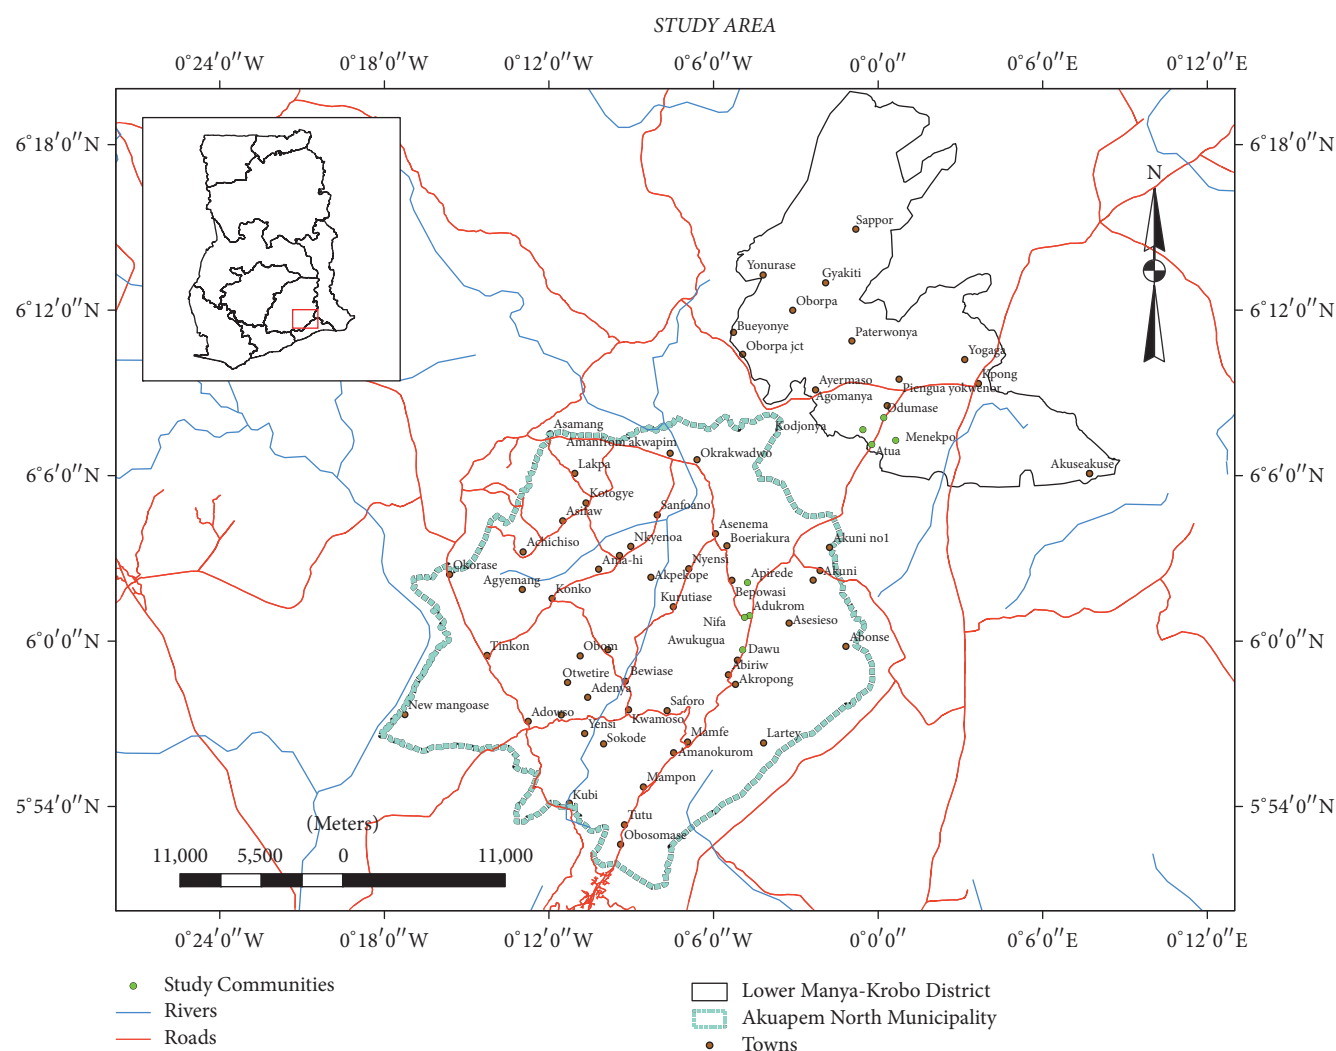 STUDY AREA
0°24′0″W 0°18′0″W 0°12′0″W 0°6′0″W 0°0′0″ 0°6′0″E 0°12′0″E
6°18′0″N 6°18′0″N
N
Sappor
Yonurase
Gyakiti
Oborpa
6°12′0″N 6°12′0″N
Bueyonye
Paterwonya
Oborpa jct
Yogaga
Ayermaso
Kpong
Piengua yokwenor
Agomanya
Odumase
Kodjonya
Asamang
Menekpo
Amanfrom akwapim
Okrakwadwo
Atua
Lakpa
Akuseakuse
6°6′0″N 6°6′0″N
Kotogye
Asifaw
Sanfoano
Asenema
Achichiso
Nkyenoa
Boeriakura
Akuni no1
Ama-hi
Nyensi
Okorase
Akpekope
Apirede
Akuni
Agyemang
Konko
Bepowasi
Kurutiase
Adukrom
Nifa
Asesieso
6°0′0″N 6°0′0″N
Awukugua
Abonse
Tinkon
Obom
Dawu
Abiriw
Otwetire
Bewiase
Akropong
Adenya
New mangoase
Saforo
Adowso
Kwamoso
Yensi
Mamfe
Lartey
Sokode
Amanokurom
Mampon
Kubi
5°54′0″N 5°54′0″N
Tutu
(Meters)
Obosomase
11,000 5,500 0 11,000
0°24′0″W 0°18′0″W 0°12′0″W 0°6′0″W 0°0′0″ 0°6′0″E 0°12′0″E
Study Communities
Rivers
Roads
Lower Manya-Krobo District
Akuapem North Municipality
Towns